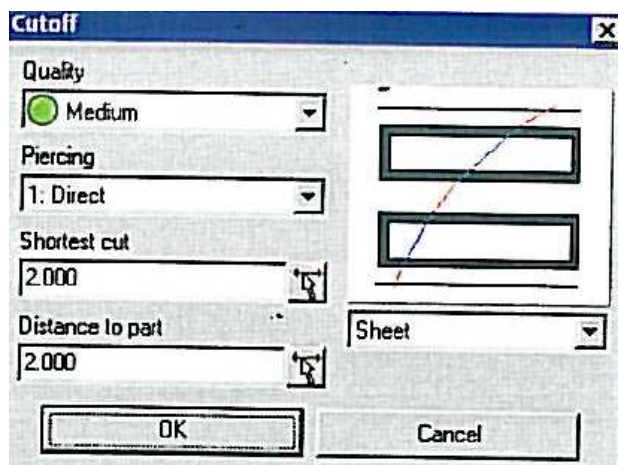 Cutoff
Quality
Medium
Piercing
1: Direct
Shortest cut
2.000
Distance to part
2.000
Sheet
OK
Cancel